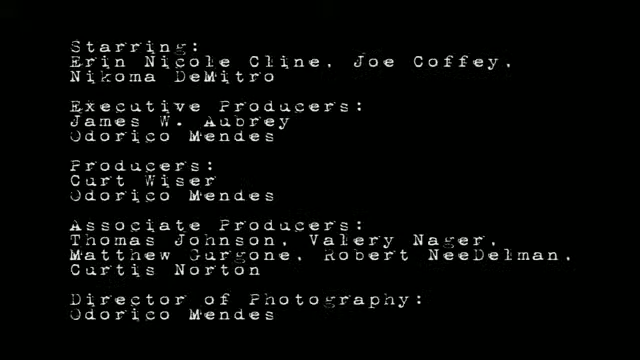 Starring:
Erin Nicole Cline, Joe Coffey,
Nikoma DeMitro
Executive Producers:
James W. Aubrey
Odorico Mendes
Producers:
Curt Wiser
Odorico Mendes
Associate Producers:
Thomas Johnson, Valery Nager,
Matthew Gurgone, Robert NeeDelman,
Curtis Norton
Director of Photography:
Odorico Mendes